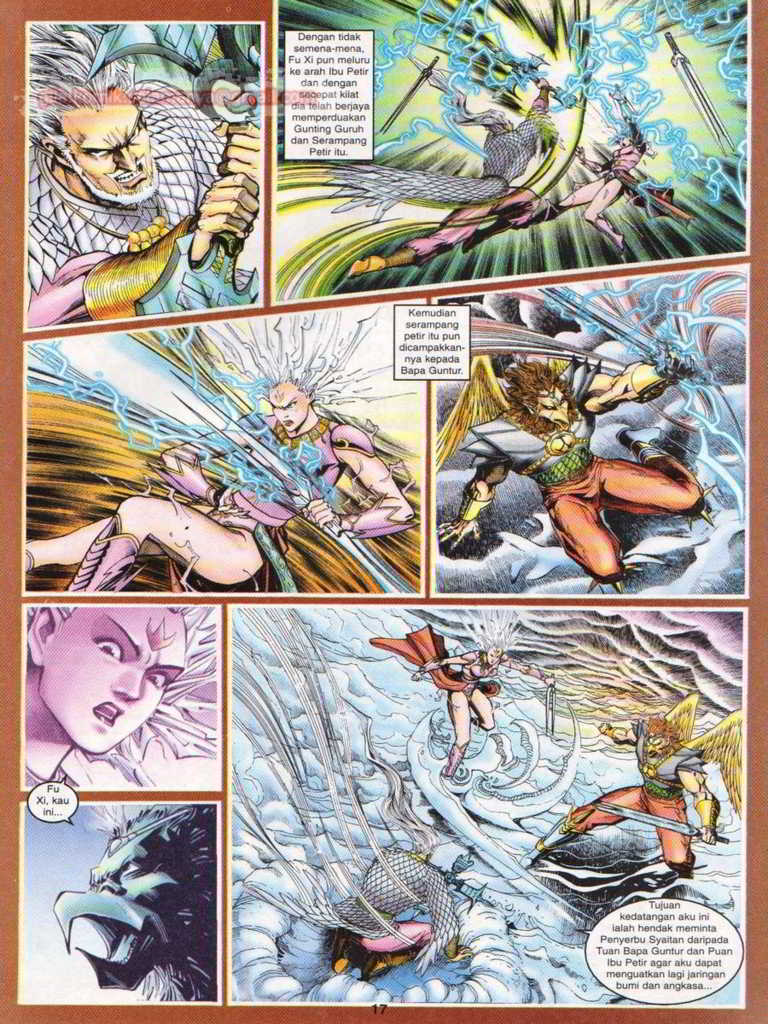 Dengan tidak
semena-mena,
Fu Xi pun meluru
ke arah Ibu Petir
dan dengan
secepat kilat
dia telah berjaya
memperduakan
Gunting Guruh
dan Serampang
Petir itu.
Kemudian
serampang
petir itu pun
dicampakkan-
nya kepada
Bapa Guntur.
Fu
Xi, kau
ini...
Tujuan
kedatangan aku ini
ialah hendak meminta
Penyerbu Syaitan daripada
Tuan Bapa Guntur dan Puan
Ibu Petir agar aku dapat
menguatkan lagi jaringan
bumi dan angkasa...
17